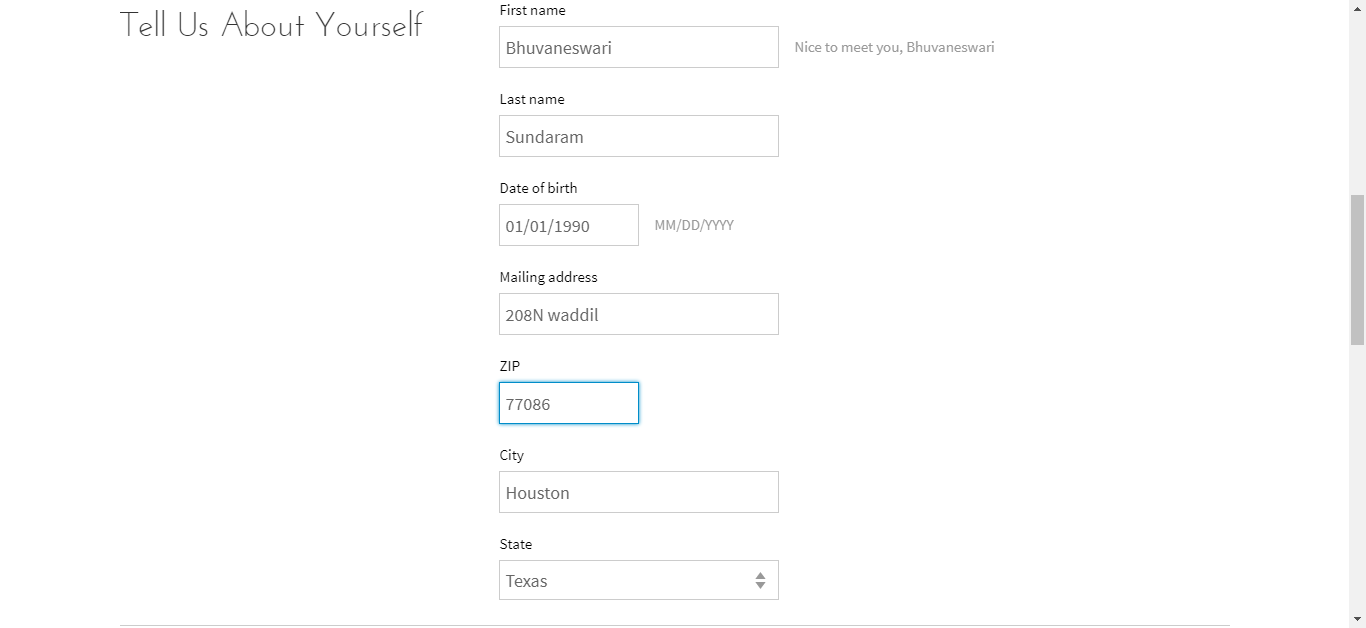 Tell Us About Yourself
First name
Bhuvaneswari
Nice to meet you, Bhuvaneswari
Last name
Sundaram
Date of birth
01/01/1990
MM/DD/YYYY
Mailing address
208N waddil
ZIP
77086
City
Houston
State
Texas